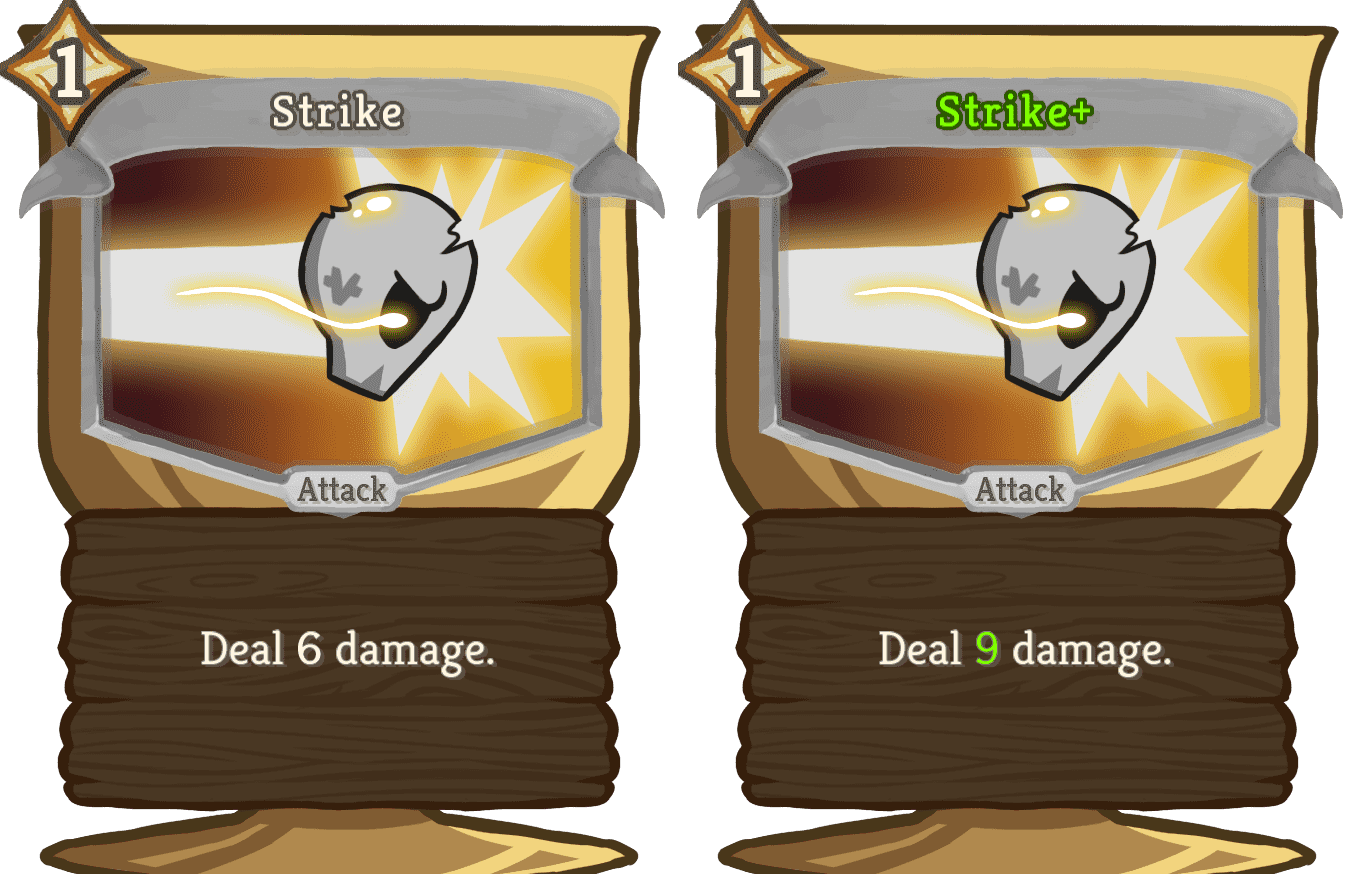 1
Strike
Attack
Deal 6 damage.
1
Strike+
Attack
Deal 9 damage.